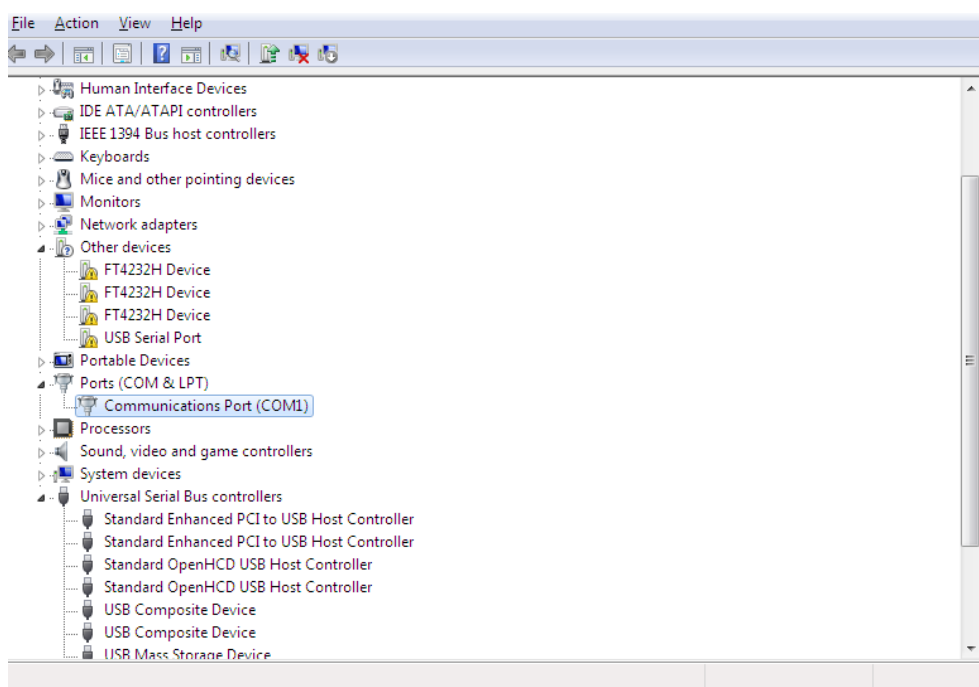 File Action View Help
Human Interface Devices
IDE ATA/ATAPI controllers
IEEE 1394 Bus host controllers
Keyboards
Mice and other pointing devices
Monitors
Network adapters
Other devices
FT4232H Device
FT4232H Device
FT4232H Device
USB Serial Port
Portable Devices
Ports (COM & LPT)
Communications Port (COM1)
Processors
Sound, video and game controllers
System devices
Universal Serial Bus controllers
Standard Enhanced PCI to USB Host Controller
Standard Enhanced PCI to USB Host Controller
Standard OpenHCD USB Host Controller
Standard OpenHCD USB Host Controller
USB Composite Device
USB Composite Device
USB Mass Storage Device